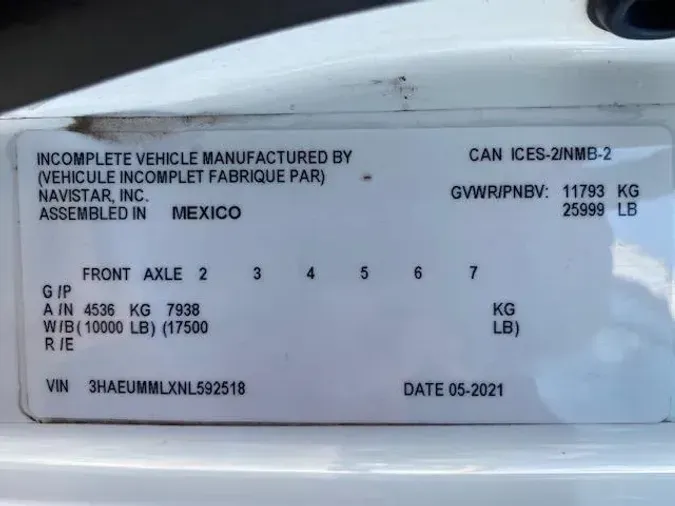 INCOMPLETE VEHICLE MANUFACTURED BY
(VEHICULE INCOMPLET FABRIQUE PAR)
NAVISTAR, INC.
ASSEMBLED IN MEXICO
CAN ICES-2/NMB-2
GVWR/PNBV: 11793 KG
25999 LB
FRONT AXLE 2 3 4 5 6 7
G /P
A /N 4536 KG 7938 KG
W/B (10000 LB) (17500 LB)
R /E
VIN 3HAEUMMLXNL592518 DATE 05-2021